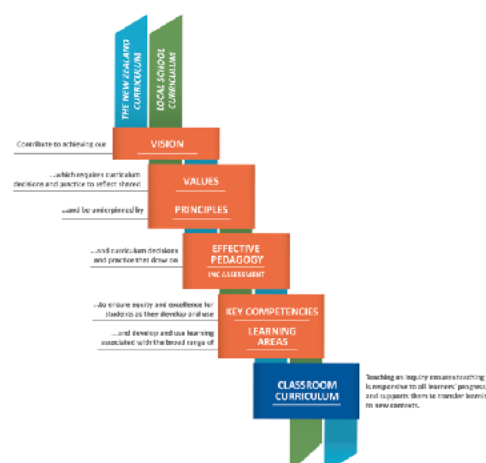 THE NEW ZEALAND
CURRICULUM
LOCAL SCHOOL
CURRICULUM
Contribute to achieving our
VISION
...which requires curriculum
decisions and practice to reflect shared
VALUES
...and be underpinned by
PRINCIPLES
...and curriculum decisions
and practice that draw on
EFFECTIVE
PEDAGOGY
INC ASSESSMENT
...to ensure equity and excellence for
students as they develop and use
KEY COMPETENCIES
...and develop and use learning
associated with the broad range of
LEARNING
AREAS
CLASSROOM
CURRICULUM
Teaching as inquiry ensures teaching
is responsive to all learners' progress,
and supports them to transfer learnin
to new contexts.